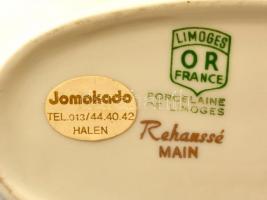 LIMOGES
OR
FRANCE
PORCELAINE
DE LIMOGES
Rehaussé
MAIN
Jomokado
TEL.013/44.40.42
HALEN